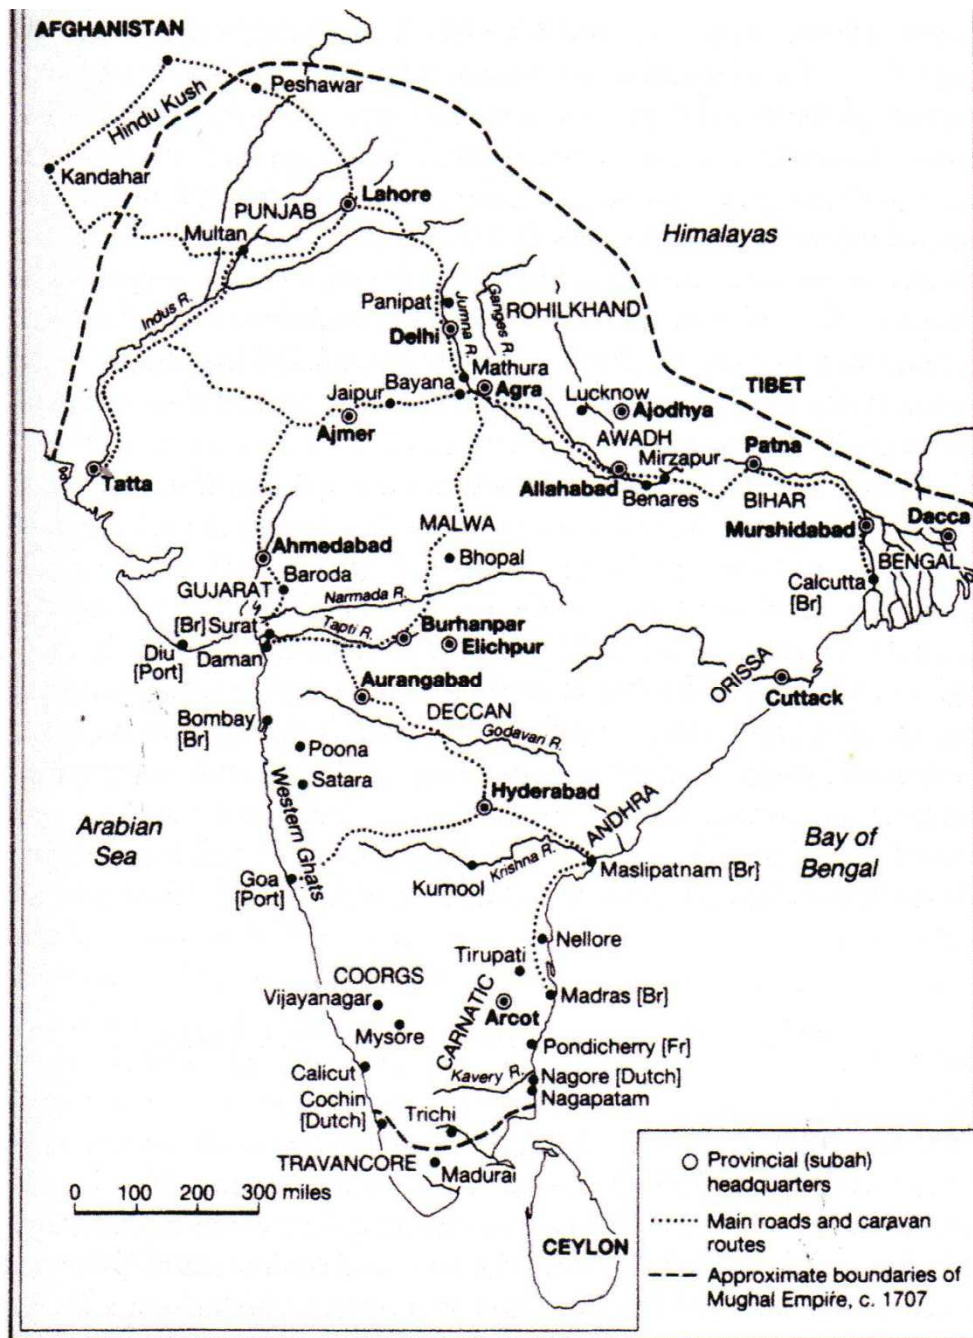 AFGHANISTAN
Peshawar
Hindu Kush
Kandahar
Lahore
PUNJAB
Multan
Himalayas
Indus R.
Panipat
Jumna R.
Ganges R.
ROHILKHAND
Delhi
Mathura
Bayana
Agra
Jaipur
Lucknow
TIBET
Ajmer
Ajodhya
AWADH
Mirzapur
Patna
Tatta
Allahabad
Benares
BIHAR
Murshidabad
Dacca
MALWA
Ahmedabad
Bhopal
BENGAL
Baroda
GUJARAT
Calcutta
[Br]
Narmada R.
[Br] Surat
Tapti R.
Burhanpar
Diu
[Port]
Daman
Elichpur
ORISSA
Aurangabad
Cuttack
DECCAN
Bombay
[Br]
Godavari R.
Poona
Satara
Western Ghats
Hyderabad
ANDHRA
Arabian
Sea
Bay of
Bengal
Krishna R.
Goa
[Port]
Kurnool
Maslipatnam [Br]
Nellore
Tirupati
COORGS
Vijayanagar
CARNATIC
Madras [Br]
Arcot
Mysore
Pondicherry [Fr]
Calicut
Kavery R.
Nagore [Dutch]
Nagapatam
Cochin
[Dutch]
Trichi
TRAVANCORE
Madurai
0 100 200 300 miles
CEYLON
Provincial (subah)
headquarters
Main roads and caravan
routes
Approximate boundaries of
Mughal Empire, c. 1707